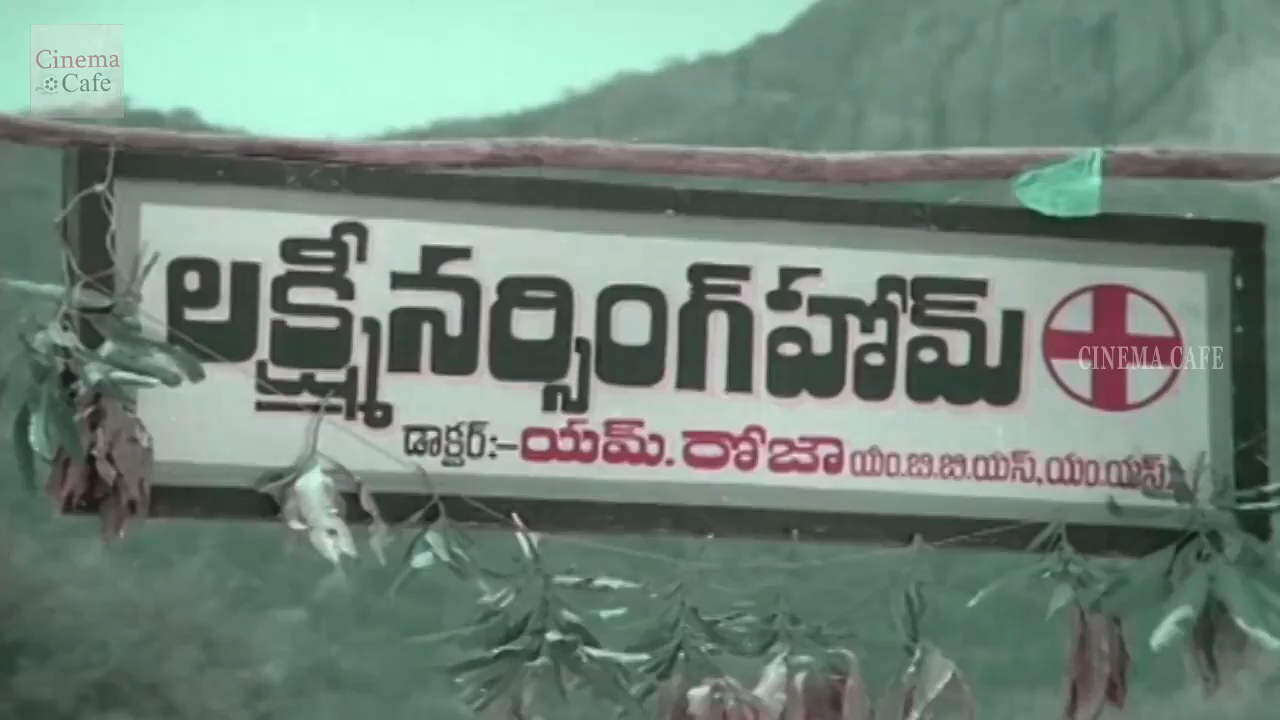 Cinema
Cafe
లక్ష్మీనర్సింగ్‌హోమ్
CINEMA CAFE
డాక్టర్:- యమ్. రోజా యం.బి.బి.యస్, యం.యస్